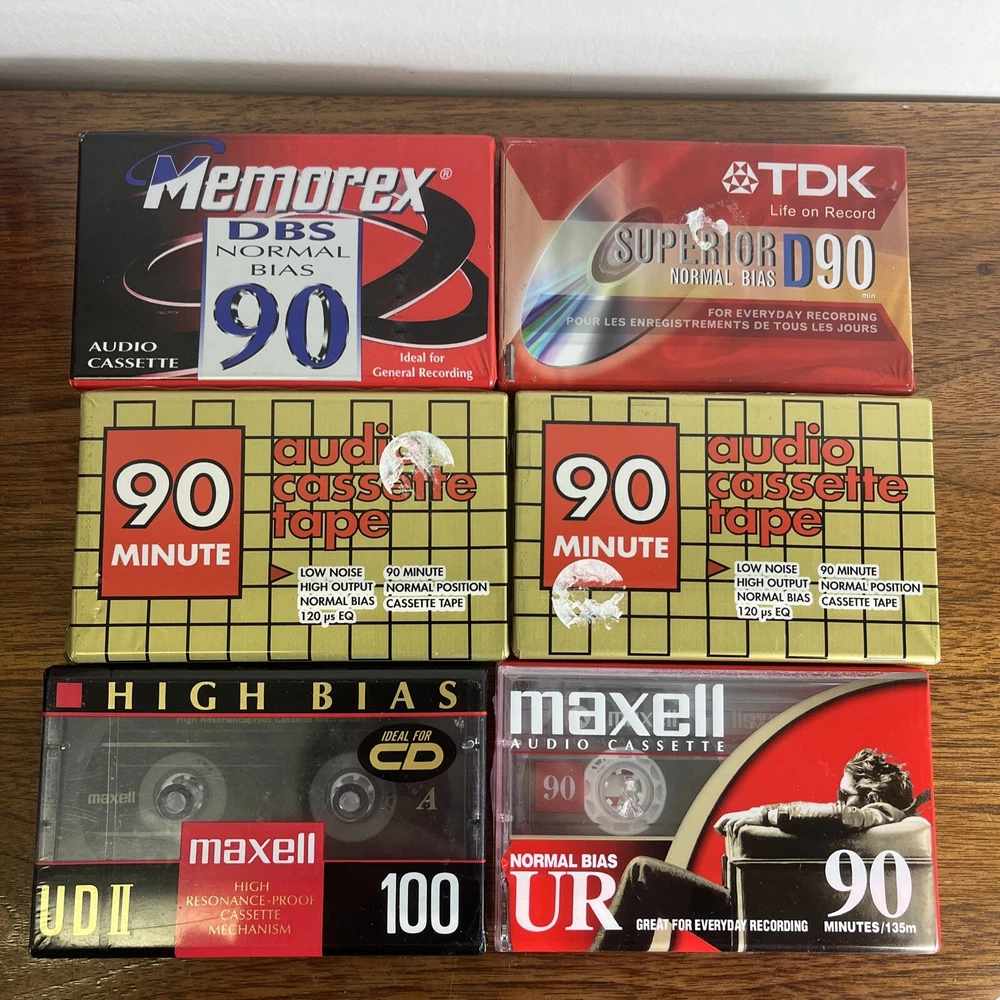 Memorex®
DBS
NORMAL
BIAS
90
AUDIO
CASSETTE
Ideal for
General Recording
TDK
Life on Record
SUPERIOR
NORMAL BIAS
D90
min
FOR EVERYDAY RECORDING
POUR LES ENREGISTREMENTS DE TOUS LES JOURS
90
MINUTE
audio
cassette
tape
LOW NOISE
HIGH OUTPUT
NORMAL BIAS
120 µs EQ
90 MINUTE
NORMAL POSITION
CASSETTE TAPE
90
MINUTE
audio
cassette
tape
LOW NOISE
HIGH OUTPUT
NORMAL BIAS
120 µs EQ
90 MINUTE
NORMAL POSITION
CASSETTE TAPE
HIGH BIAS
IDEAL FOR
CD
maxell
A
maxell
HIGH
RESONANCE-PROOF
CASSETTE
MECHANISM
UD II
100
maxell
AUDIO CASSETTE
maxell
90
NORMAL BIAS
UR
GREAT FOR EVERYDAY RECORDING
90
MINUTES/135m